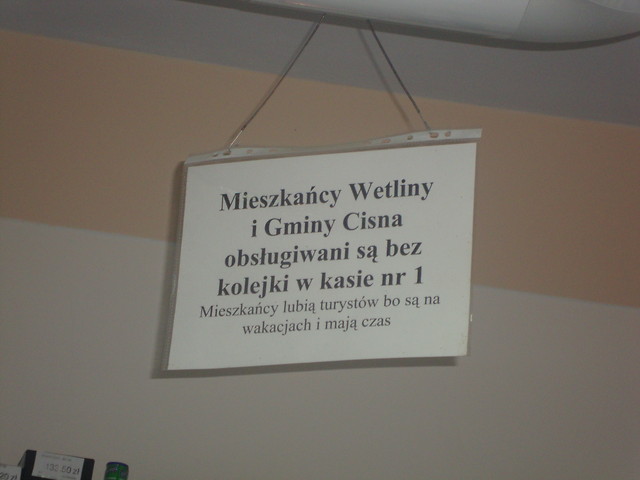 Mieszkańcy Wetliny
i Gminy Cisna
obsługiwani są bez
kolejki w kasie nr 1
Mieszkańcy lubią turystów bo są na
wakacjach i mają czas